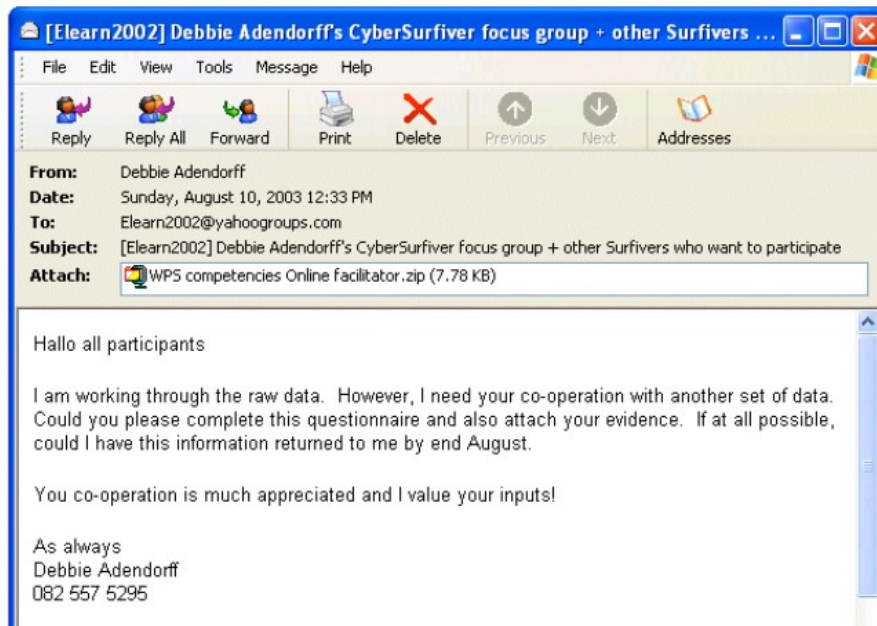 [Elearn2002] Debbie Adendorff's CyberSurfiver focus group + other Surfivers ...
File Edit View Tools Message Help
Reply Reply All Forward Print Delete Previous Next Addresses
From: Debbie Adendorff
Date: Sunday, August 10, 2003 12:33 PM
To: Elearn2002@yahoogroups.com
Subject: [Elearn2002] Debbie Adendorff's CyberSurfiver focus group + other Surfivers who want to participate
Attach: WPS competencies Online facilitator.zip (7.78 KB)
Hallo all participants
I am working through the raw data. However, I need your co-operation with another set of data.
Could you please complete this questionnaire and also attach your evidence. If at all possible,
could I have this information returned to me by end August.
You co-operation is much appreciated and I value your inputs!
As always
Debbie Adendorff
082 557 5295